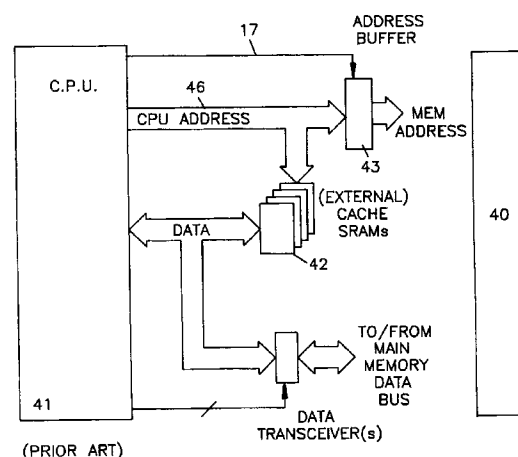 17
ADDRESS
BUFFER
C.P.U.
46
CPU ADDRESS
MEM
ADDRESS
43
(EXTERNAL)
CACHE
SRAMs
40
DATA
42
TO/FROM
MAIN
MEMORY
DATA
BUS
41
DATA
TRANSCEIVER(s)
(PRIOR ART)